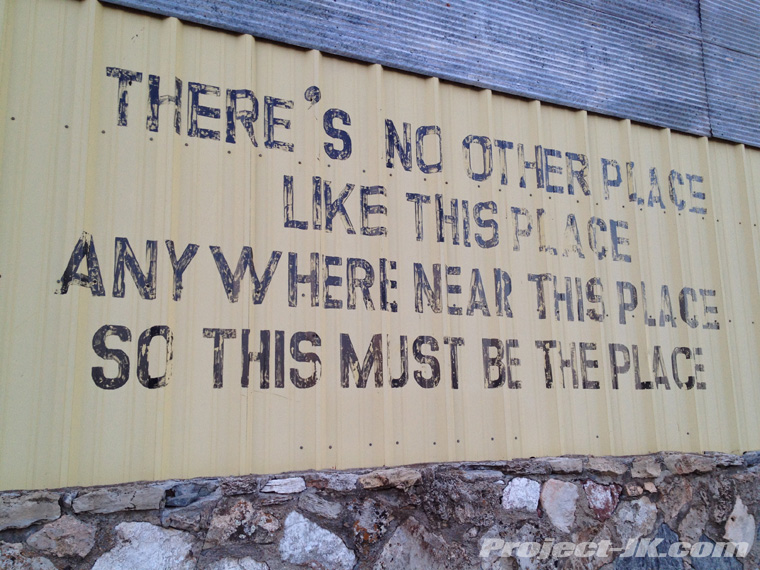 THERE'S NO OTHER PLACE
LIKE THIS PLACE
ANYWHERE NEAR THIS PLACE
SO THIS MUST BE THE PLACE
Project-JK.com